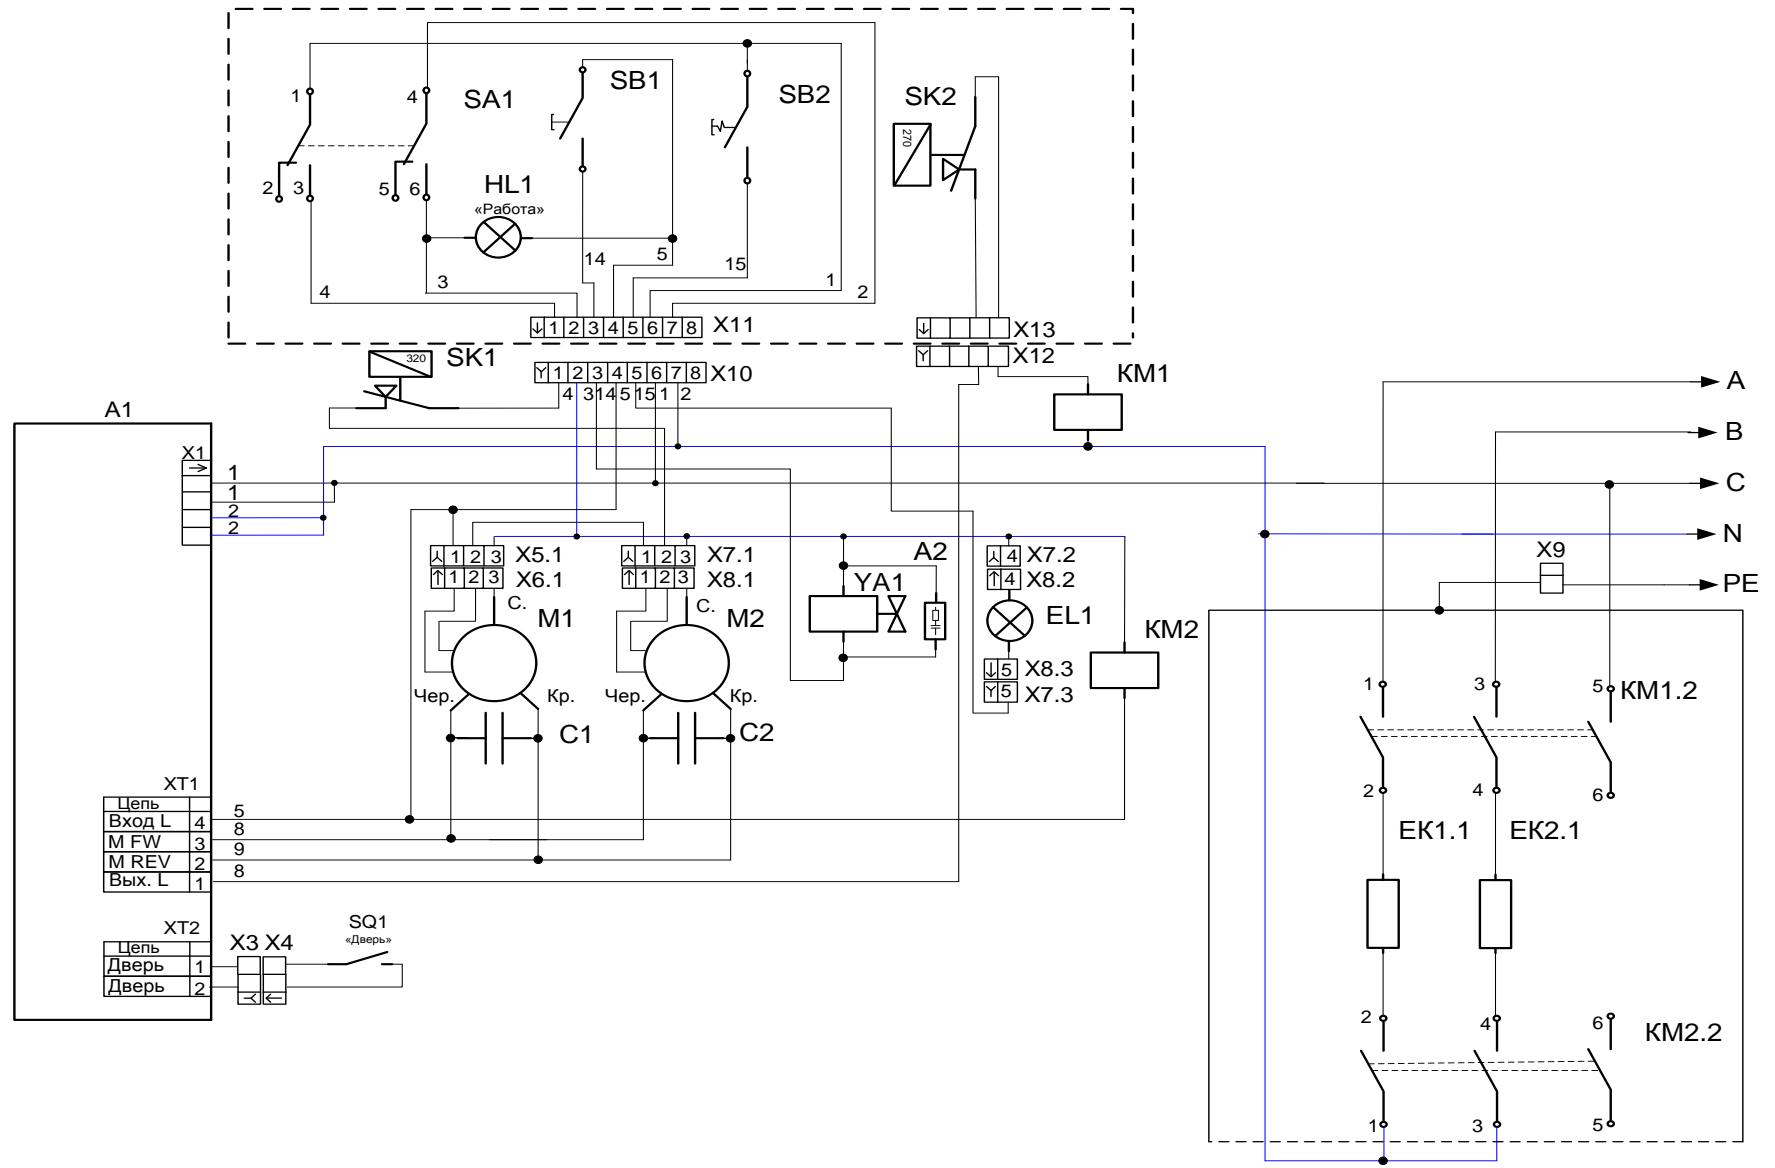 1
4
SA1
SB1
SB2
SK2
270
2
3
5
6
HL1
«Работа»
14
5
15
1
2
4
3
1 2 3 4 5 6 7 8 X11
X13
320
SK1
1 2 3 4 5 6 7 8 X10
X12
KM1
4 3 14 5 15 1 2
A
B
C
N
PE
X9
A1
X1
1
1
2
2
1 2 3 X5.1
1 2 3 X6.1
1 2 3 X7.1
1 2 3 X8.1
A2
YA1
4 X7.2
4 X8.2
С.
M1
С.
M2
EL1
KM2
5 X8.3
5 X7.3
Чер.
Кр.
Чер.
Кр.
C1
C2
1
3
5
KM1.2
2
4
6
EK1.1
EK2.1
XT1
Цепь
Вход L 4
M FW 3
M REV 2
Вых. L 1
5
8
9
8
XT2
Цепь
Дверь 1
Дверь 2
X3 X4
SQ1
«Дверь»
2
4
6
KM2.2
1
3
5